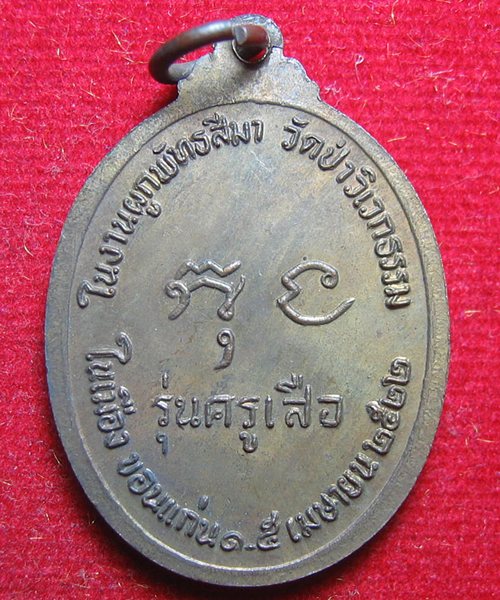 ในงานผูกพัทธสีมา วัดป่าวิเวกธรรม
รุ่นครูเสือ
ในเมือง ขอนแก่น ๑-๕ เมษายน ๒๕๒๒